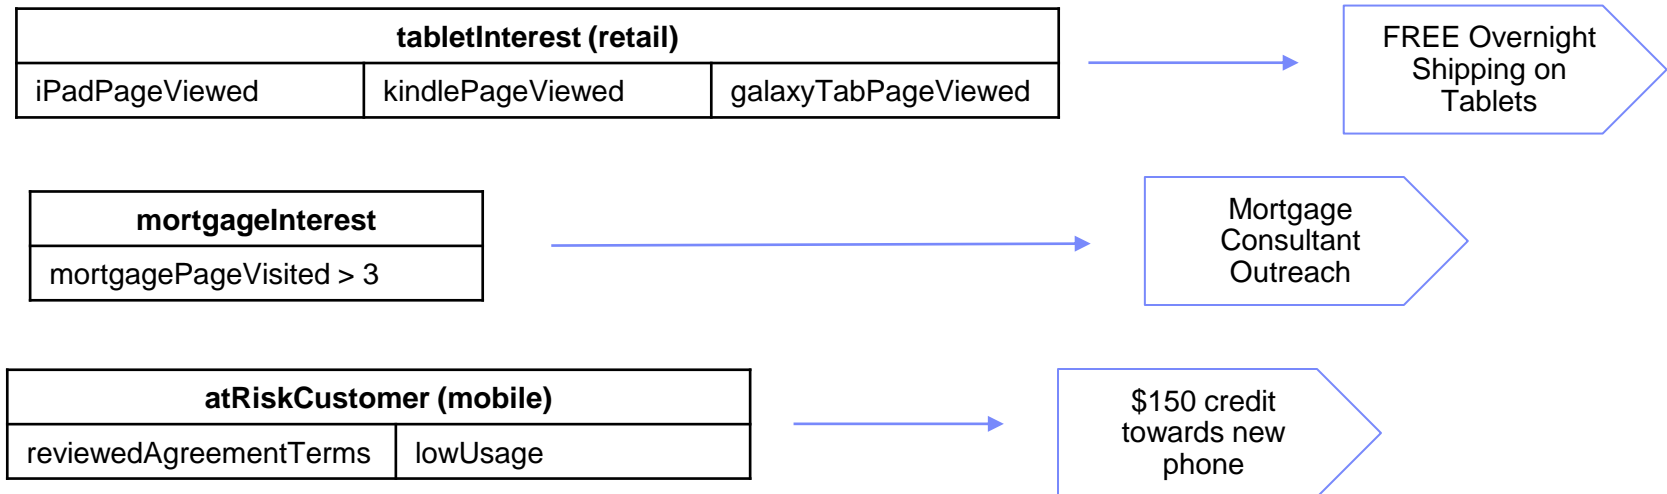 tabletInterest (retail)
iPadPageViewed
kindlePageViewed
galaxyTabPageViewed
FREE Overnight
Shipping on
Tablets
mortgageInterest
mortgagePageVisited > 3
Mortgage
Consultant
Outreach
atRiskCustomer (mobile)
reviewedAgreementTerms
lowUsage
$150 credit
towards new
phone